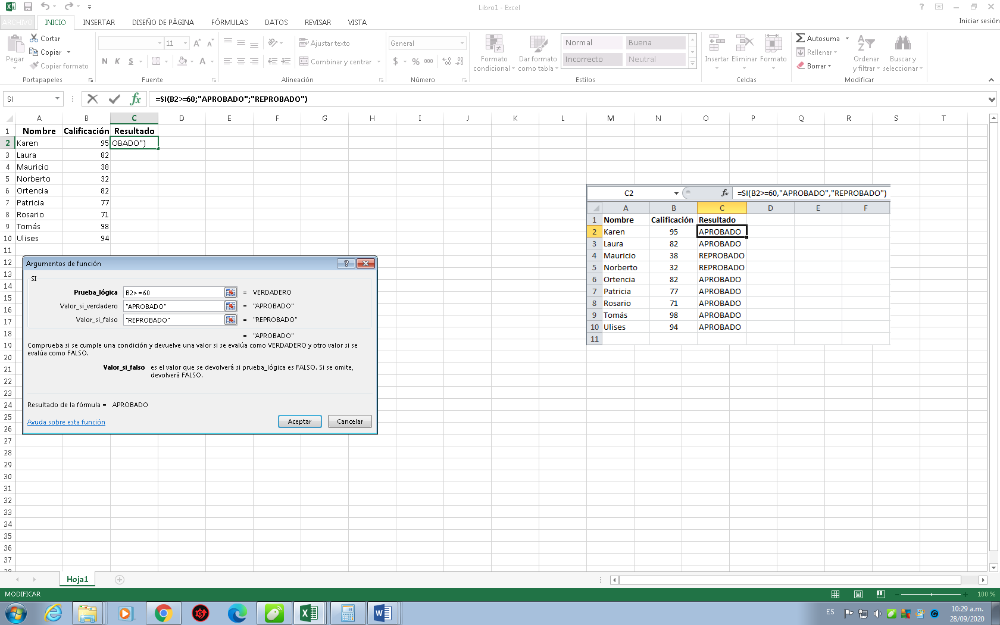 Libro1 - Excel
ARCHIVO INICIO INSERTAR DISEÑO DE PÁGINA FÓRMULAS DATOS REVISAR VISTA Iniciar sesión
Pegar Cortar Copiar Copiar formato
11 N K S A
Ajustar texto
Combinar y centrar
General
$ % 000
Formato condicional
Dar formato como tabla
Normal Buena
Incorrecto Neutral
Insertar Eliminar Formato
Autosuma Rellenar Borrar
Ordenar y filtrar
Buscar y seleccionar
Portapapeles Fuente Alineación Número Estilos Celdas Modificar
SI fx =SI(B2>=60;"APROBADO";"REPROBADO")
A B C D E F G H I J K L M N O P Q R S T
1 Nombre Calificación Resultado
2 Karen 95 OBADO")
3 Laura 82
4 Mauricio 38
5 Norberto 32
6 Ortencia 82
7 Patricia 77
8 Rosario 71
9 Tomás 98
10 Ulises 94
11
12
13
14
15
16
17
18
19
20
21
22
23
24
25
26
27
28
29
30
31
32
33
34
35
36
37
Argumentos de función
SI
Prueba_lógica B2>=60 = VERDADERO
Valor_si_verdadero "APROBADO" = "APROBADO"
Valor_si_falso "REPROBADO" = "REPROBADO"
= "APROBADO"
Comprueba si se cumple una condición y devuelve una valor si se evalúa como VERDADERO y otro valor si se
evalúa como FALSO.
Valor_si_falso es el valor que se devolverá si prueba_lógica es FALSO. Si se omite,
devolverá FALSO.
Resultado de la fórmula = APROBADO
Ayuda sobre esta función Aceptar Cancelar
C2 fx =SI(B2>=60,"APROBADO","REPROBADO")
A B C D E F
1 Nombre Calificación Resultado
2 Karen 95 APROBADO
3 Laura 82 APROBADO
4 Mauricio 38 REPROBADO
5 Norberto 32 REPROBADO
6 Ortencia 82 APROBADO
7 Patricia 77 APROBADO
8 Rosario 71 APROBADO
9 Tomás 98 APROBADO
10 Ulises 94 APROBADO
11
Hoja1
MODIFICAR 100 %
ES 10:29 a.m.
28/09/2020